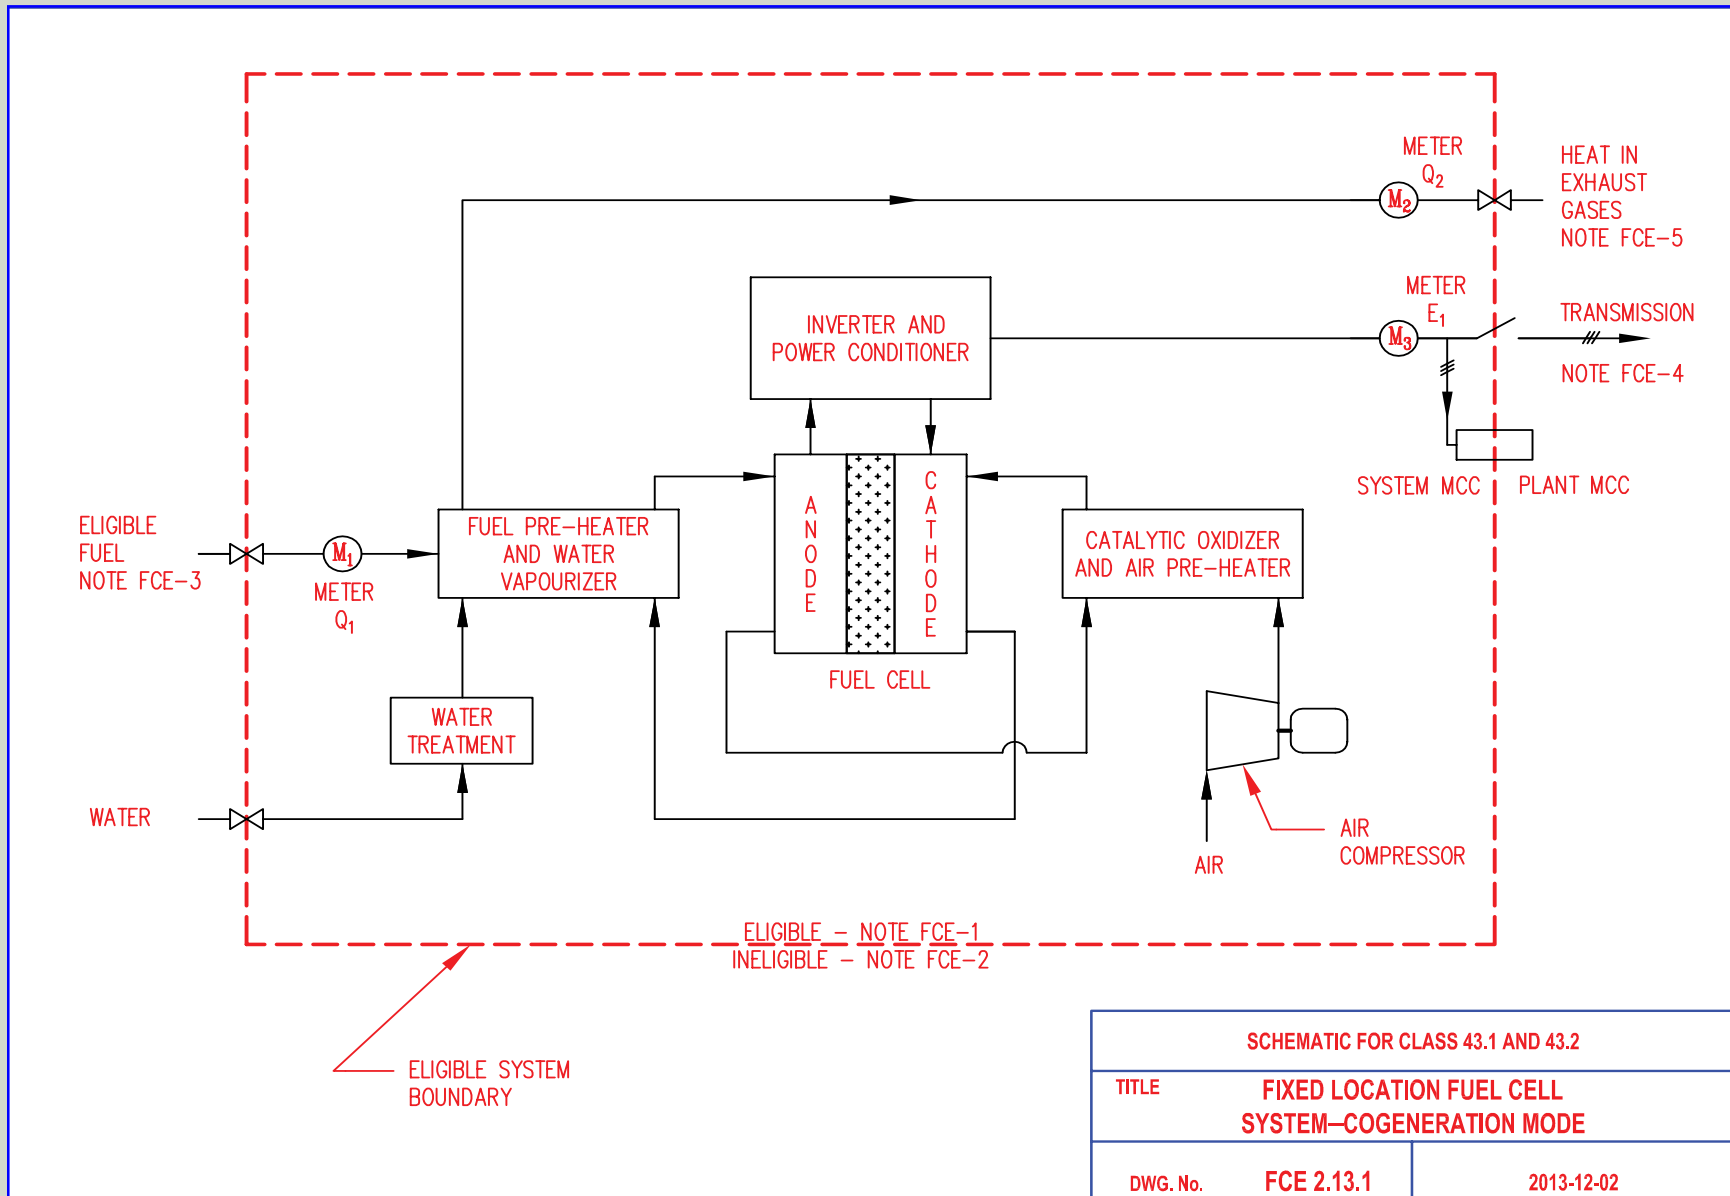 METER
Q2
M2
HEAT IN
EXHAUST
GASES
NOTE FCE-5
INVERTER AND
POWER CONDITIONER
METER
E1
M3
TRANSMISSION
NOTE FCE-4
SYSTEM MCC
PLANT MCC
ELIGIBLE
FUEL
NOTE FCE-3
M1
METER
Q1
FUEL PRE-HEATER
AND WATER
VAPOURIZER
ANODE
CATHODE
FUEL CELL
CATALYTIC OXIDIZER
AND AIR PRE-HEATER
WATER
TREATMENT
WATER
AIR
AIR
COMPRESSOR
ELIGIBLE - NOTE FCE-1
INELIGIBLE - NOTE FCE-2
ELIGIBLE SYSTEM
BOUNDARY
SCHEMATIC FOR CLASS 43.1 AND 43.2
TITLE
FIXED LOCATION FUEL CELL
SYSTEM—COGENERATION MODE
DWG. No.
FCE 2.13.1
2013-12-02